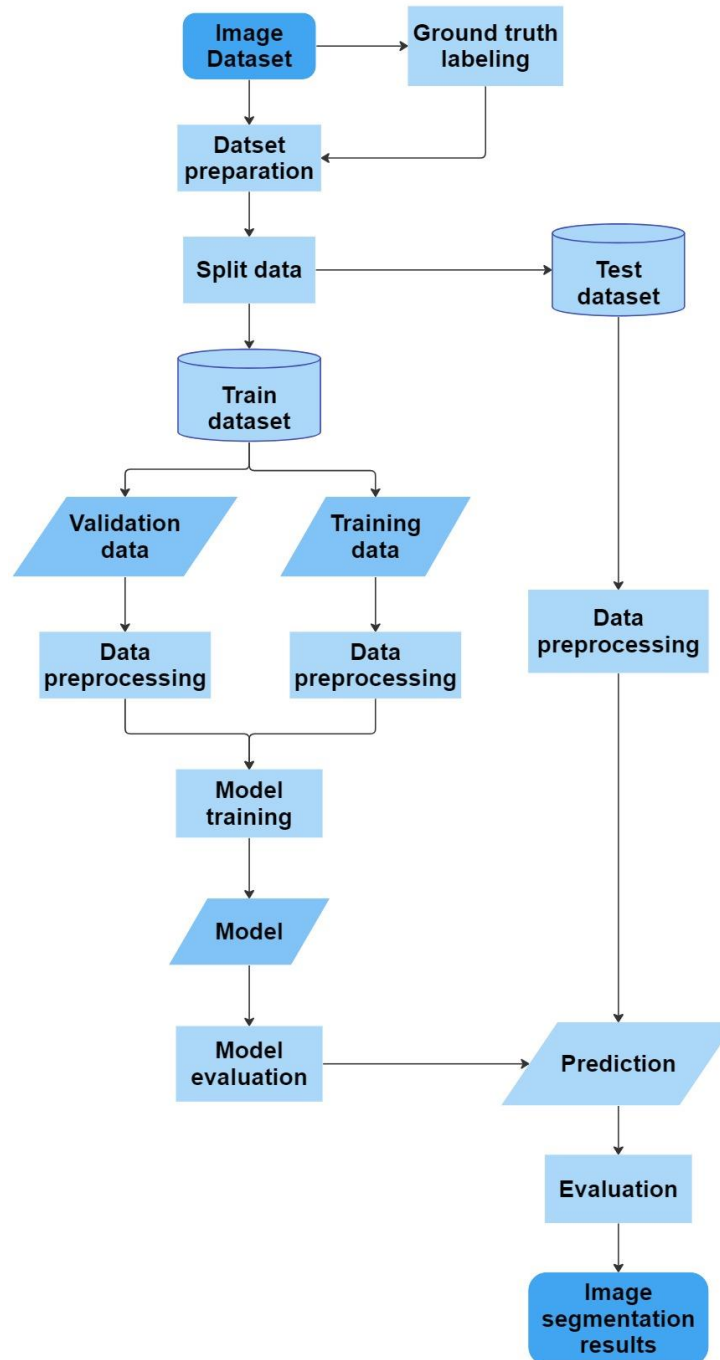 Image
Dataset
Ground truth
labeling
Datset
preparation
Split data
Test
dataset
Train
dataset
Validation
data
Training
data
Data
preprocessing
Data
preprocessing
Data
preprocessing
Model
training
Model
Model
evaluation
Prediction
Evaluation
Image
segmentation
results